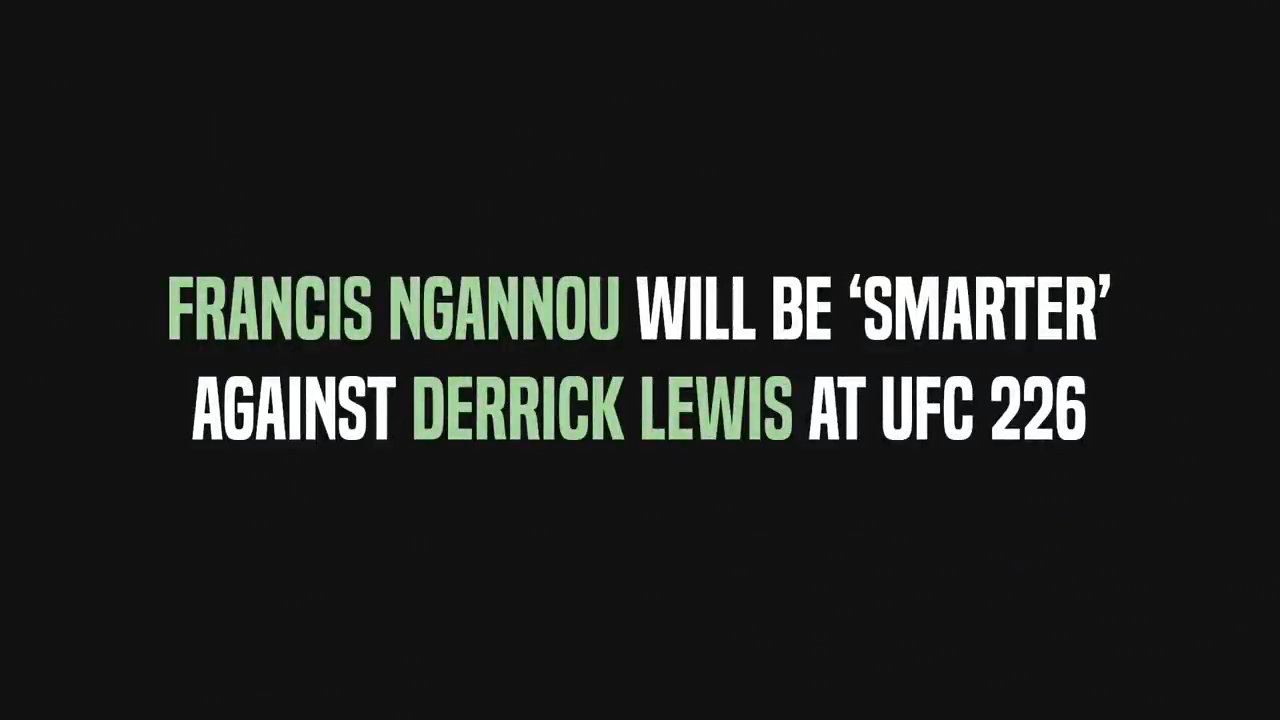 FRANCIS NGANNOU WILL BE ‘SMARTER’
AGAINST DERRICK LEWIS AT UFC 226